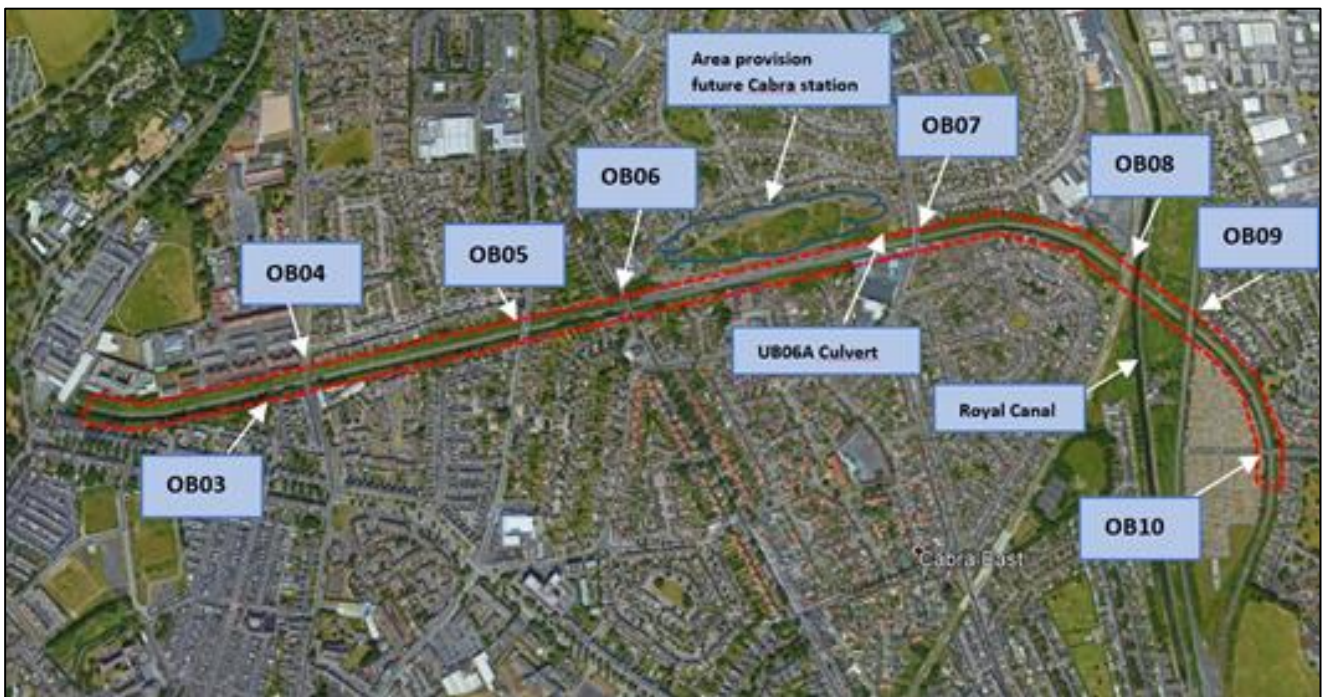 Area provision
future Cabra station
OB07
OB06
OB08
OB09
OB05
OB04
UB06A Culvert
Royal Canal
OB03
OB10
Cabra East